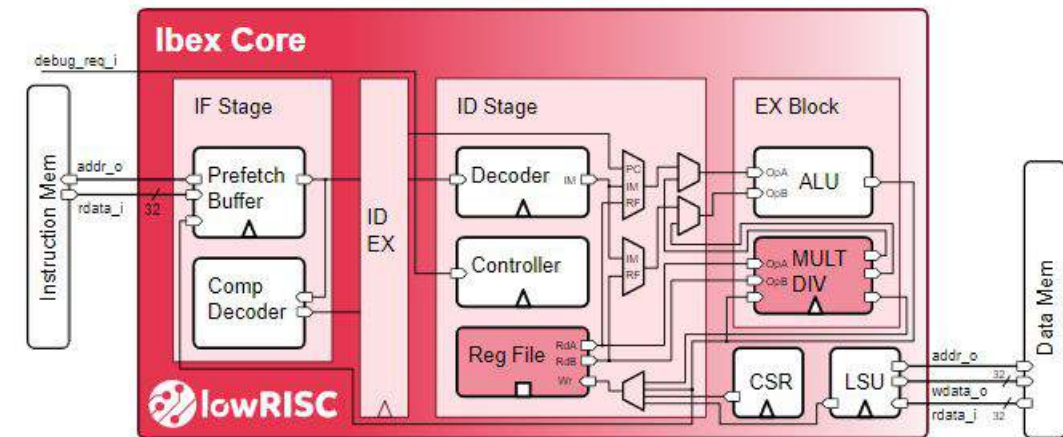 Ibex Core
debug_req_i
IF Stage
ID Stage
EX Block
Instruction Mem
addr_o
rdata_i
32
Prefetch
Buffer
Comp
Decoder
ID
EX
Decoder
IM
Controller
Reg File
RdA
RdB
Wr
PC
IM
RF
IM
RF
OpA
OpB
ALU
OpA
OpB
MULT
DIV
CSR
LSU
addr_o
32
wdata_o
rdata_i
32
Data Mem
lowRISC